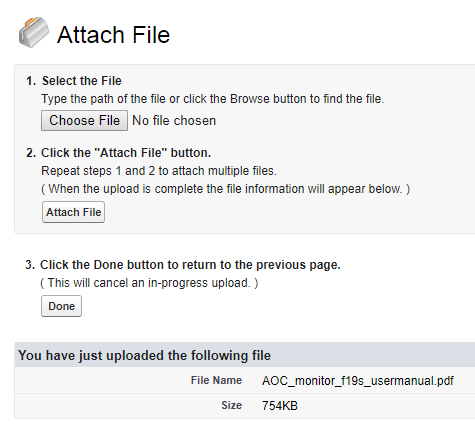 Attach File
1. Select the File
Type the path of the file or click the Browse button to find the file.
Choose File No file chosen
2. Click the "Attach File" button.
Repeat steps 1 and 2 to attach multiple files.
( When the upload is complete the file information will appear below. )
Attach File
3. Click the Done button to return to the previous page.
( This will cancel an in-progress upload. )
Done
You have just uploaded the following file
File Name AOC_monitor_f19s_usermanual.pdf
Size 754KB